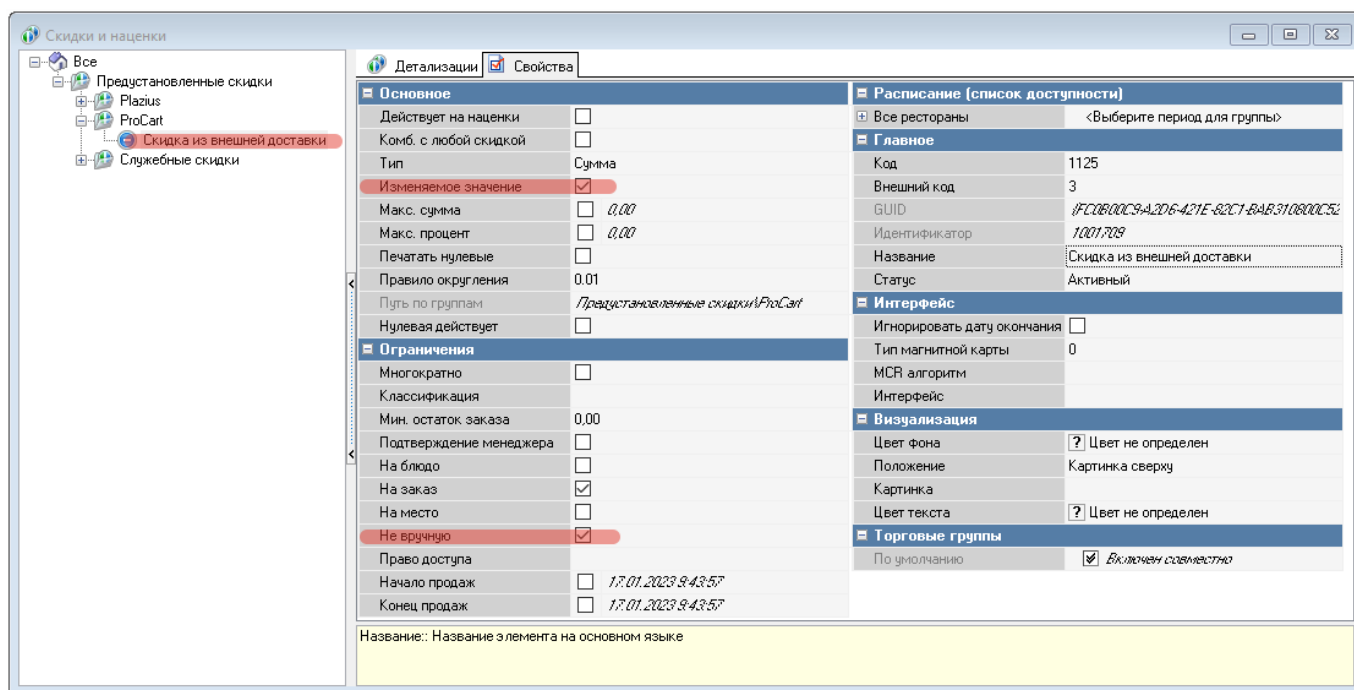 Скидки и наценки
Все
Предустановленные скидки
Plazius
ProCart
Скидка из внешней доставки
Служебные скидки
Детализации Свойства
Основное
Действует на наценки
Комб. с любой скидкой
Тип Сумма
Изменяемое значение
Макс. сумма 0,00
Макс. процент 0,00
Печатать нулевые
Правило округления 0.01
Путь по группам Предустановленные скидки\ProCart
Нулевая действует
Ограничения
Многократно
Классификация
Мин. остаток заказа 0,00
Подтверждение менеджера
На блюдо
На заказ
На место
Не вручную
Право доступа
Начало продаж 17.01.2023 9:43:57
Конец продаж 17.01.2023 9:43:57
Расписание (список доступности)
Все рестораны <Выберите период для группы>
Главное
Код 1125
Внешний код 3
GUID {FC0B00C9-A2D6-421E-82C1-BAB310800C52
Идентификатор 1001709
Название Скидка из внешней доставки
Статус Активный
Интерфейс
Игнорировать дату окончания
Тип магнитной карты 0
MCR алгоритм
Интерфейс
Визуализация
Цвет фона ? Цвет не определен
Положение Картинка сверху
Картинка
Цвет текста ? Цвет не определен
Торговые группы
По умолчанию Включен совместно
Название:: Название элемента на основном языке